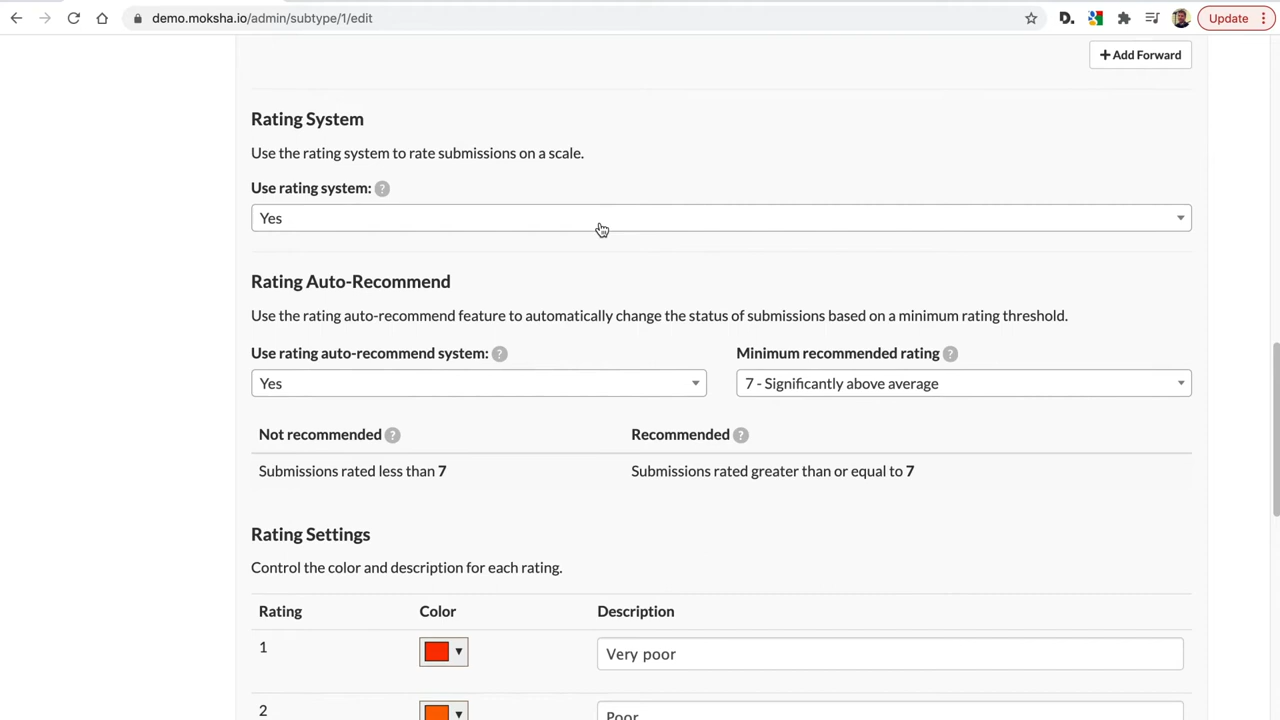 demo.moksha.io/admin/subtype/1/edit
D.
Update
+ Add Forward
Rating System
Use the rating system to rate submissions on a scale.
Use rating system: ?
Yes
Rating Auto-Recommend
Use the rating auto-recommend feature to automatically change the status of submissions based on a minimum rating threshold.
Use rating auto-recommend system: ? Minimum recommended rating ?
Yes 7 - Significantly above average
Not recommended ? Recommended ?
Submissions rated less than 7 Submissions rated greater than or equal to 7
Rating Settings
Control the color and description for each rating.
Rating Color Description
1 Very poor
2 Poor